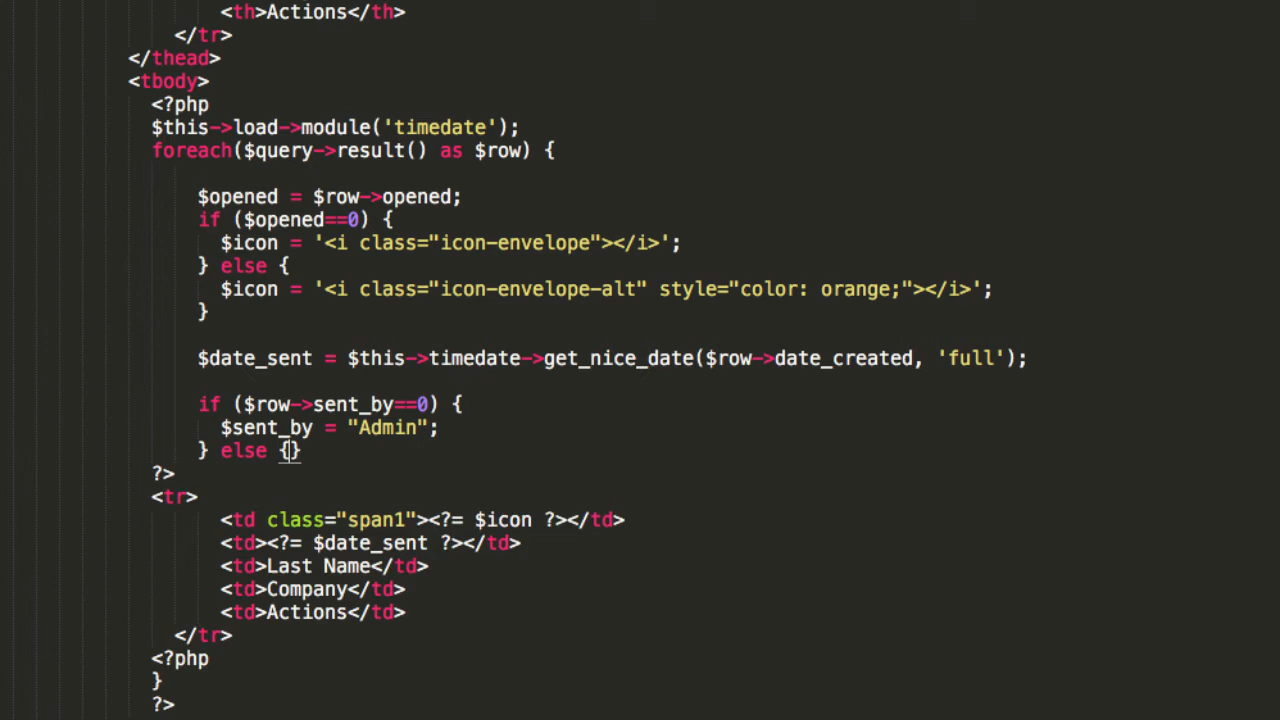 <th>Actions</th>
</tr>
</thead>
<tbody>
<?php
$this->load->module('timedate');
foreach($query->result() as $row) {
$opened = $row->opened;
if ($opened==0) {
$icon = '<i class="icon-envelope"></i>';
} else {
$icon = '<i class="icon-envelope-alt" style="color: orange;"></i>';
}
$date_sent = $this->timedate->get_nice_date($row->date_created, 'full');
if ($row->sent_by==0) {
$sent_by = "Admin";
} else {}
?>
<tr>
<td class="span1"><?= $icon ?></td>
<td><?= $date_sent ?></td>
<td>Last Name</td>
<td>Company</td>
<td>Actions</td>
</tr>
<?php
}
?>